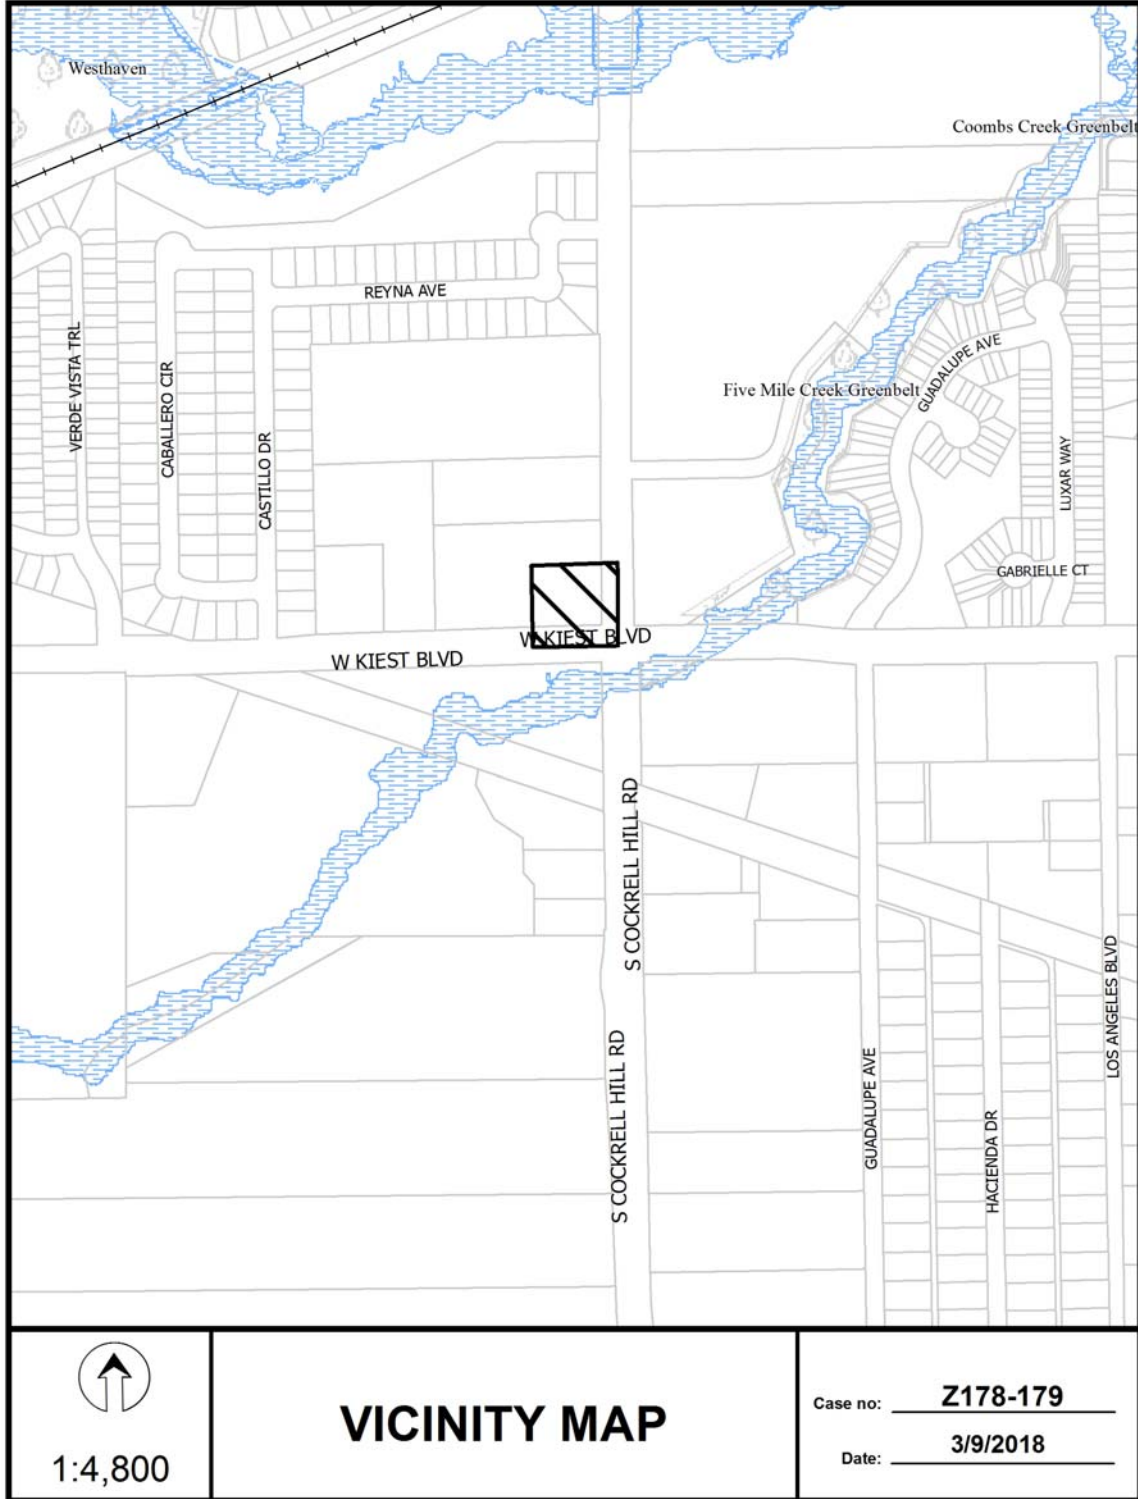 Westhaven
Coombs Creek Greenbelt
REYNA AVE
VERDE VISTA TRL
CABALLERO CIR
CASTILLO DR
GUADALUPE AVE
Five Mile Creek Greenbelt
LUXAR WAY
GABRIELLE CT
W KIEST BLVD
W KIEST BLVD
S COCKRELL HILL RD
S COCKRELL HILL RD
GUADALUPE AVE
HACIENDA DR
LOS ANGELES BLVD
1:4,800
VICINITY MAP
Case no: Z178-179
Date: 3/9/2018